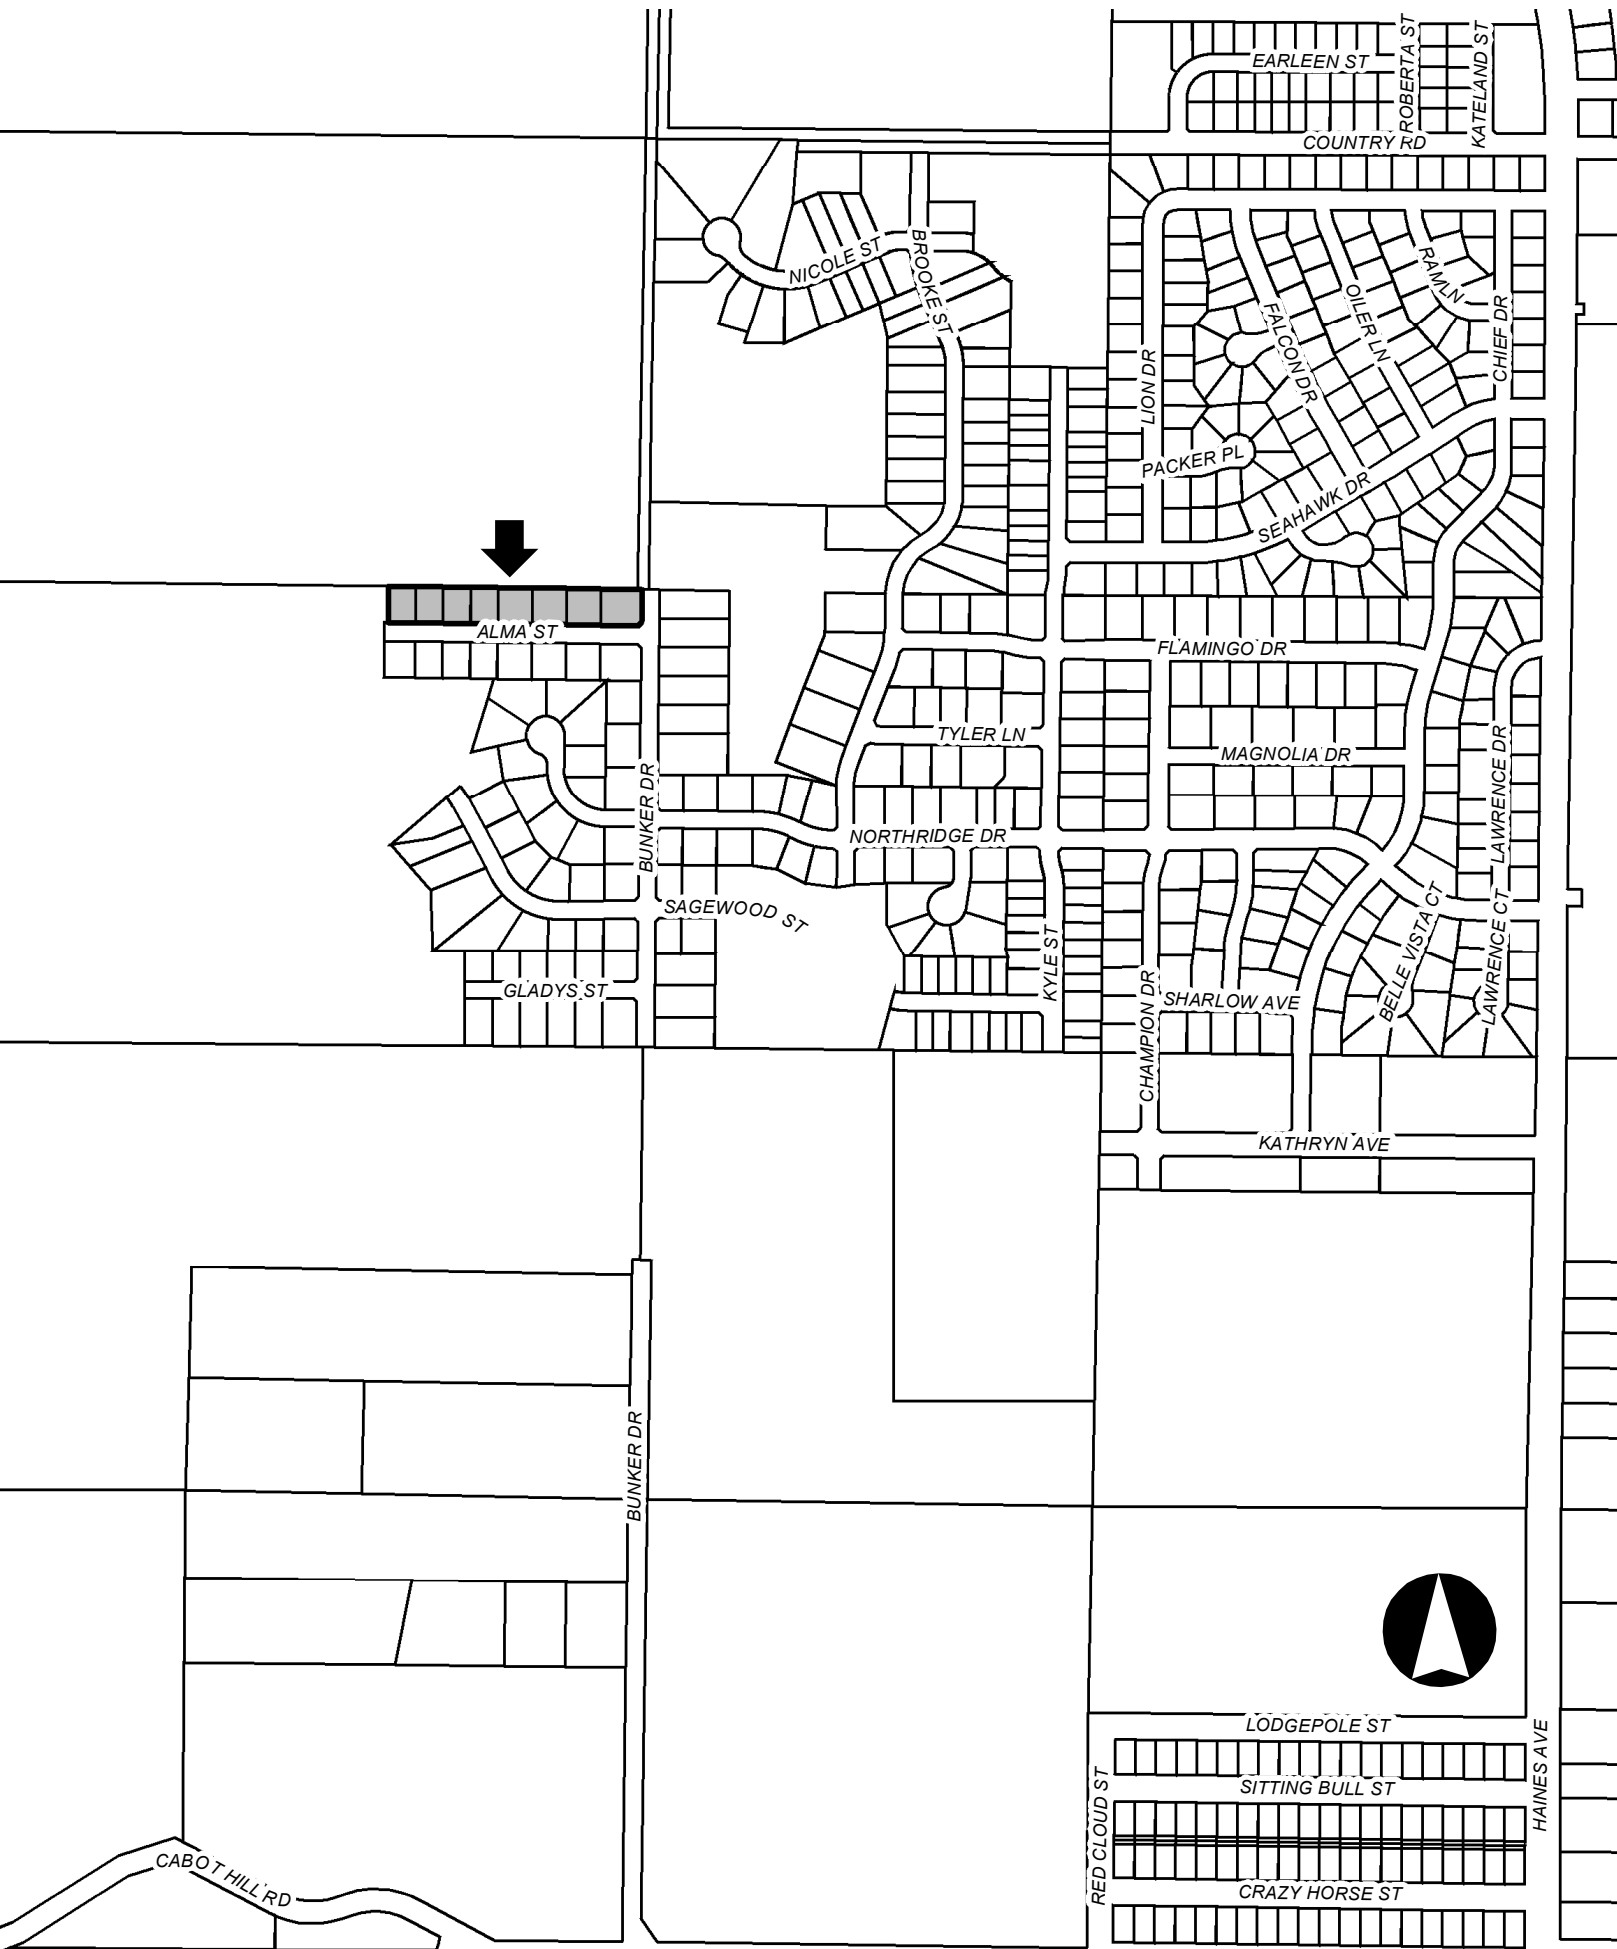 EARLEEN ST
ROBERTA ST
KATELAND ST
COUNTRY RD
NICOLE ST
BROOKE ST
LION DR
FALCON DR
OILER LN
RAM LN
CHIEF DR
PACKER PL
SEAHAWK DR
ALMA ST
FLAMINGO DR
TYLER LN
MAGNOLIA DR
LAWRENCE DR
BUNKER DR
NORTHRIDGE DR
SAGEWOOD ST
KYLE ST
CHAMPION DR
BELLE VISTA CT
LAWRENCE CT
GLADYS ST
SHARLOW AVE
KATHRYN AVE
BUNKER DR
LODGEPOLE ST
SITTING BULL ST
RED CLOUD ST
HAINES AVE
CABOT HILL RD
CRAZY HORSE ST